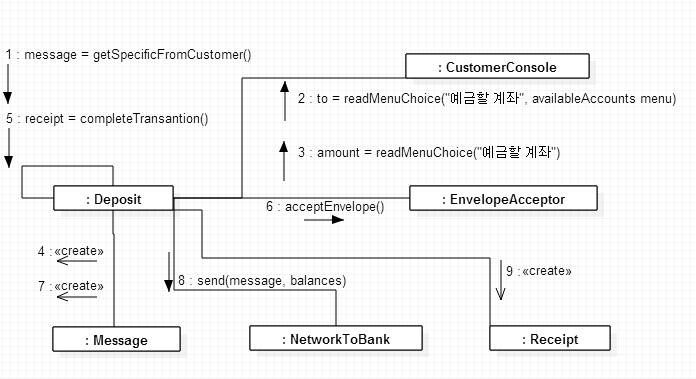 1 : message = getSpecificFromCustomer()
: CustomerConsole
2 : to = readMenuChoice("예금할 계좌", availableAccounts menu)
5 : receipt = completeTransantion()
3 : amount = readMenuChoice("예금할 계좌")
: Deposit
: EnvelopeAcceptor
6 : acceptEnvelope()
4 : «create»
9 : «create»
7 : «create»
8 : send(message, balances)
: Message
: NetworkToBank
: Receipt